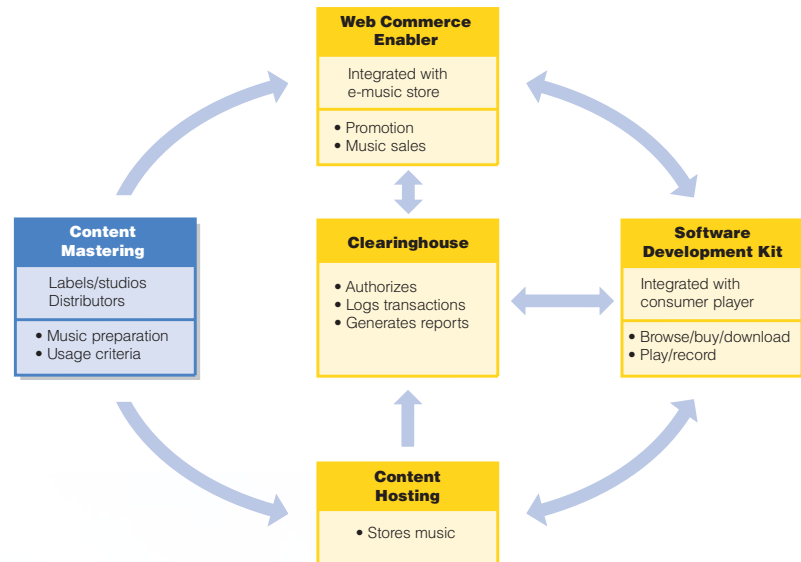 Web Commerce
Enabler
Integrated with
e-music store
• Promotion
• Music sales
Content
Mastering
Labels/studios
Distributors
• Music preparation
• Usage criteria
Clearinghouse
• Authorizes
• Logs transactions
• Generates reports
Software
Development Kit
Integrated with
consumer player
• Browse/buy/download
• Play/record
Content
Hosting
• Stores music